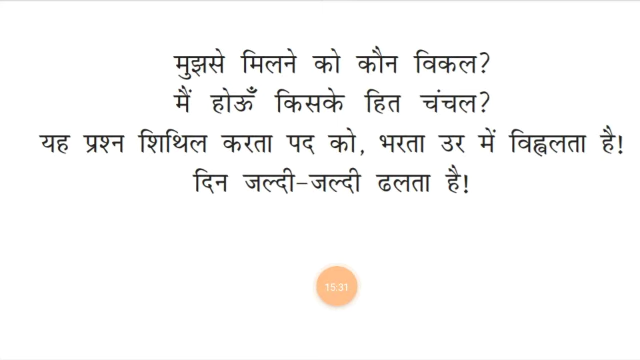 मुझसे मिलने को कौन विकल?
मैं होऊँ किसके हित चंचल?
यह प्रश्न शिथिल करता पद को, भरता उर में विह्वलता है!
दिन जल्दी-जल्दी ढलता है!
15:31